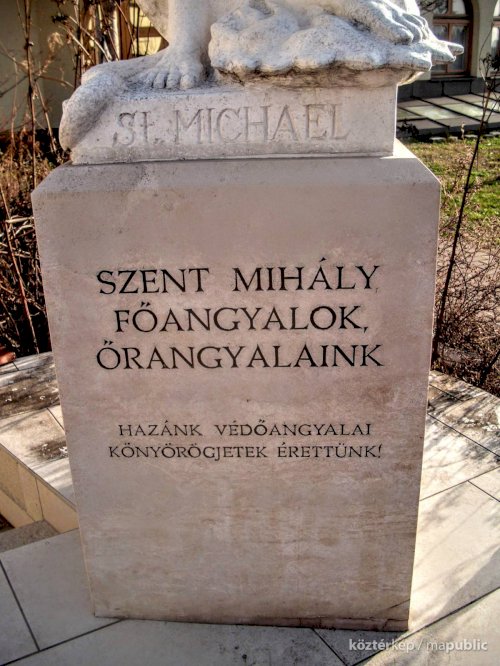 St. MICHAEL
SZENT MIHÁLY,
FŐANGYALOK,
ŐRANGYALAINK
HAZÁNK VÉDŐANGYALAI
KÖNYÖRÖGJETEK ÉRETTÜNK!
köztérkép / mapublic